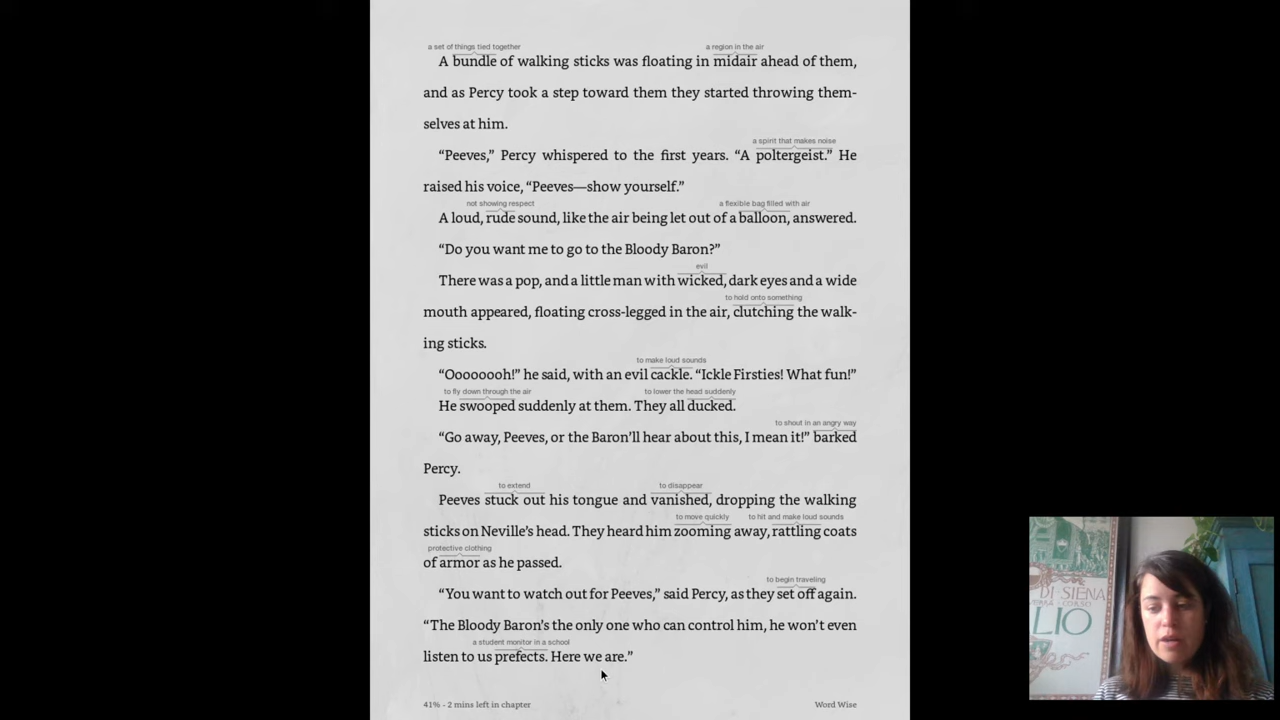 a set of things tied together a region in the air
A bundle of walking sticks was floating in midair ahead of them,
and as Percy took a step toward them they started throwing them-
selves at him.
a spirit that makes noise
“Peeves,” Percy whispered to the first years. “A poltergeist.” He
raised his voice, “Peeves—show yourself.”
not showing respect a flexible bag filled with air
A loud, rude sound, like the air being let out of a balloon, answered.
“Do you want me to go to the Bloody Baron?”
evil
There was a pop, and a little man with wicked, dark eyes and a wide
to hold onto something
mouth appeared, floating cross-legged in the air, clutching the walk-
ing sticks.
to make loud sounds
“Oooooooh!” he said, with an evil cackle. “Ickle Firsties! What fun!”
to fly down through the air to lower the head suddenly
He swooped suddenly at them. They all ducked.
to shout in an angry way
“Go away, Peeves, or the Baron’ll hear about this, I mean it!” barked
Percy.
to extend to disappear
Peeves stuck out his tongue and vanished, dropping the walking
to move quickly to hit and make loud sounds
sticks on Neville’s head. They heard him zooming away, rattling coats
protective clothing
of armor as he passed.
to begin traveling
“You want to watch out for Peeves,” said Percy, as they set off again.
“The Bloody Baron’s the only one who can control him, he won’t even
a student monitor in a school
listen to us prefects. Here we are.”
41% - 2 mins left in chapter Word Wise
DI SIENA
LIO